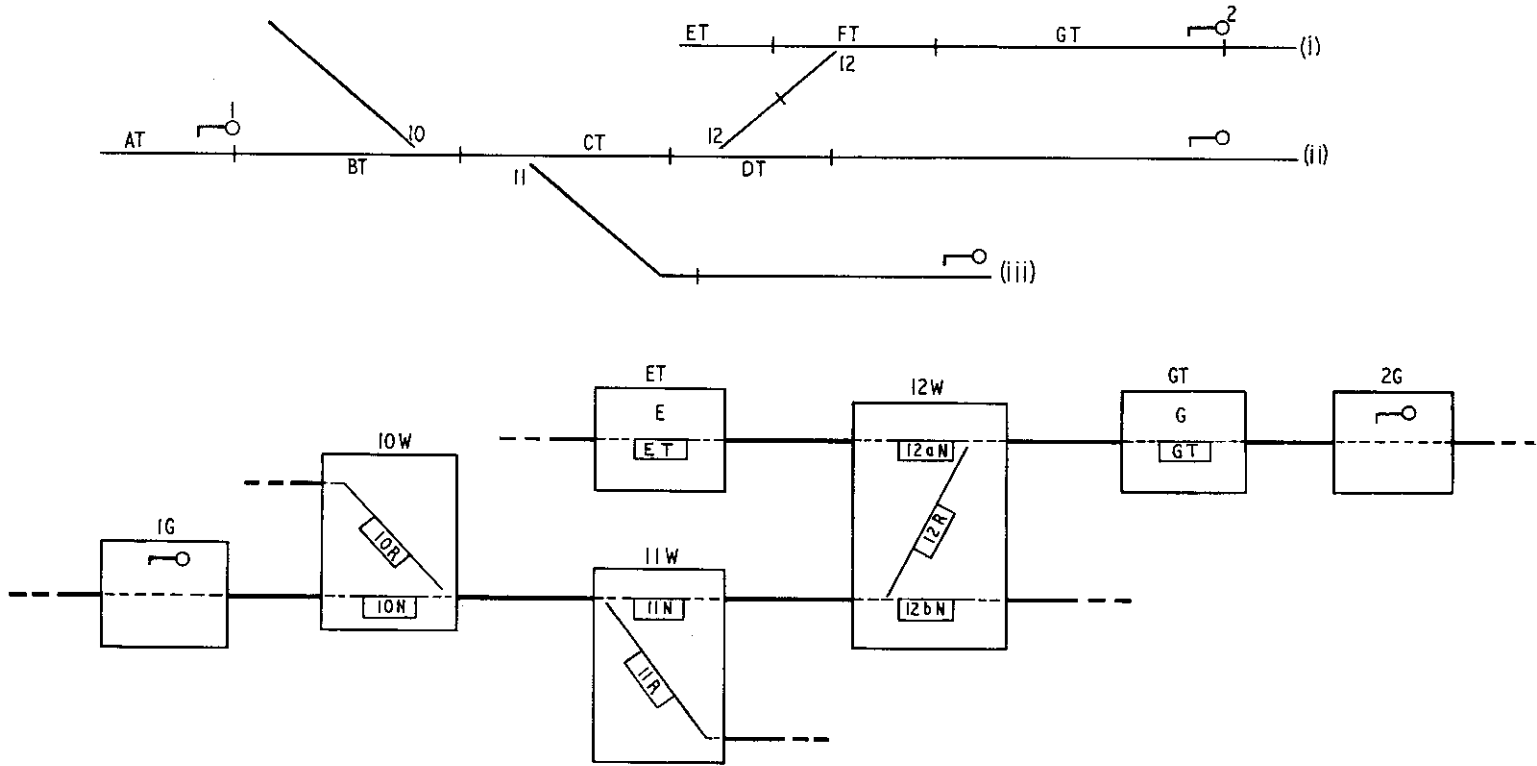 2
ET FT GT (i)
12
1
10 12
AT CT (ii)
BT 11 DT
(iii)
ET 12W GT 2G
E G
10W
ET 12aN GT
1G 10R 12R
11W
10N 11N 12bN
11R